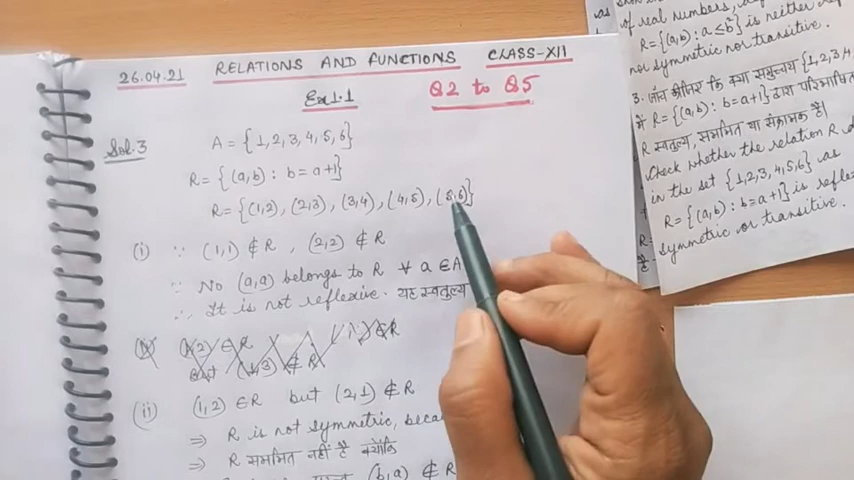 26.04.21 RELATIONS AND FUNCTIONS CLASS-XII
Ex 1.1 Q2 to Q5
Sol.3 A = {1,2,3,4,5,6}
R = {(a,b) : b = a+1}
R = {(1,2), (2,3), (3,4), (4,5), (5,6)}
(i) ∵ (1,1) ∉ R , (2,2) ∉ R
∵ No (a,a) belongs to R ∀ a ∈ A
∴ It is not reflexive. यह स्वतुल्य
(1,3) ∉ R
(ii) (1,2) ∈ R but (2,1) ∉ R
⇒ R is not symmetric, beca
⇒ R सममित नहीं है क्योंकि
(b,a) ∉ R
of real numbers,
R = {(a,b) : a ≤ b²} is neither
nor symmetric nor transitive.
3. जाँच कीजिए कि क्या समुच्चय {1,2,3,4
में R = {(a,b) : b = a+1} द्वारा परिभाषित
R स्वतुल्य, सममित या संक्रामक है।
Check whether the relation R d
in the set {1,2,3,4,5,6} as
R = {(a,b) : b = a+1} is reflex
symmetric or transitive.